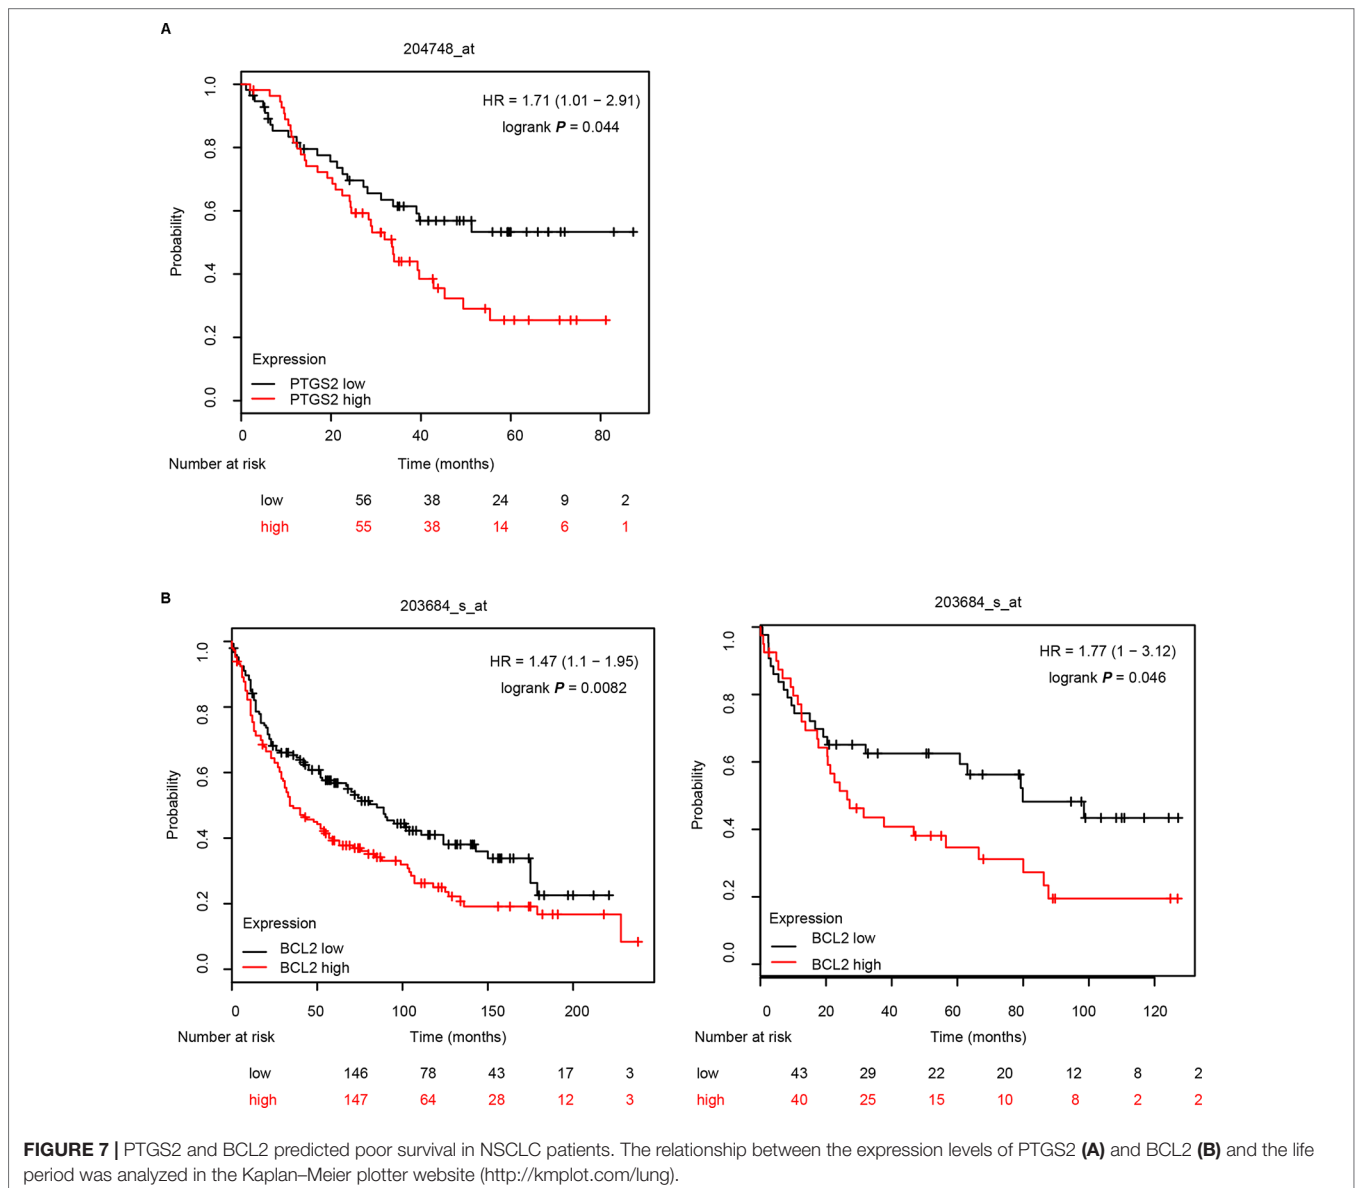 A
204748_at
HR = 1.71 (1.01 − 2.91)
logrank P = 0.044
Probability
1.0
0.8
0.6
0.4
0.2
0.0
Expression
PTGS2 low
PTGS2 high
0 20 40 60 80
Number at risk Time (months)
low 56 38 24 9 2
high 55 38 14 6 1
B
203684_s_at
HR = 1.47 (1.1 − 1.95)
logrank P = 0.0082
Probability
1.0
0.8
0.6
0.4
0.2
0.0
Expression
BCL2 low
BCL2 high
0 50 100 150 200
Number at risk Time (months)
low 146 78 43 17 3
high 147 64 28 12 3
203684_s_at
HR = 1.77 (1 − 3.12)
logrank P = 0.046
Probability
1.0
0.8
0.6
0.4
0.2
0.0
Expression
BCL2 low
BCL2 high
0 20 40 60 80 100 120
Number at risk Time (months)
low 43 29 22 20 12 8 2
high 40 25 15 10 8 2 2
FIGURE 7 | PTGS2 and BCL2 predicted poor survival in NSCLC patients. The relationship between the expression levels of PTGS2 (A) and BCL2 (B) and the life
period was analyzed in the Kaplan–Meier plotter website (http://kmplot.com/lung).